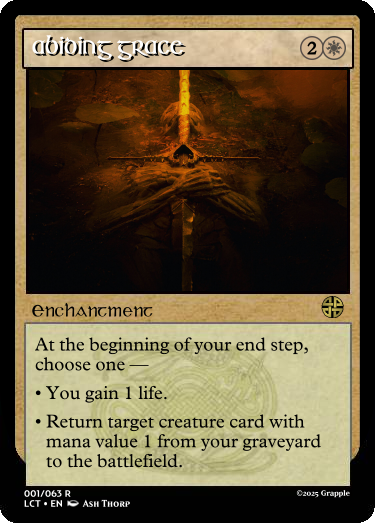 Abiding Grace 2
Enchantment
At the beginning of your end step,
choose one —
• You gain 1 life.
• Return target creature card with
mana value 1 from your graveyard
to the battlefield.
001/063 R ©2025 Grapple
LCT • EN Ash Thorp